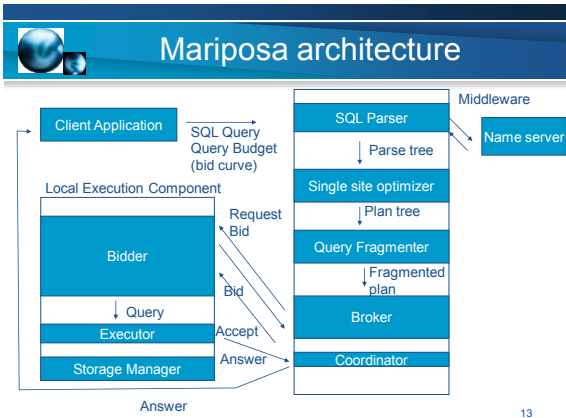 Mariposa architecture
Client Application
SQL Query
Query Budget
(bid curve)
Middleware
SQL Parser
Name server
Parse tree
Single site optimizer
Plan tree
Query Fragmenter
Fragmented
plan
Broker
Coordinator
Local Execution Component
Request
Bid
Bidder
Bid
Query
Executor
Accept
Answer
Storage Manager
Answer
13